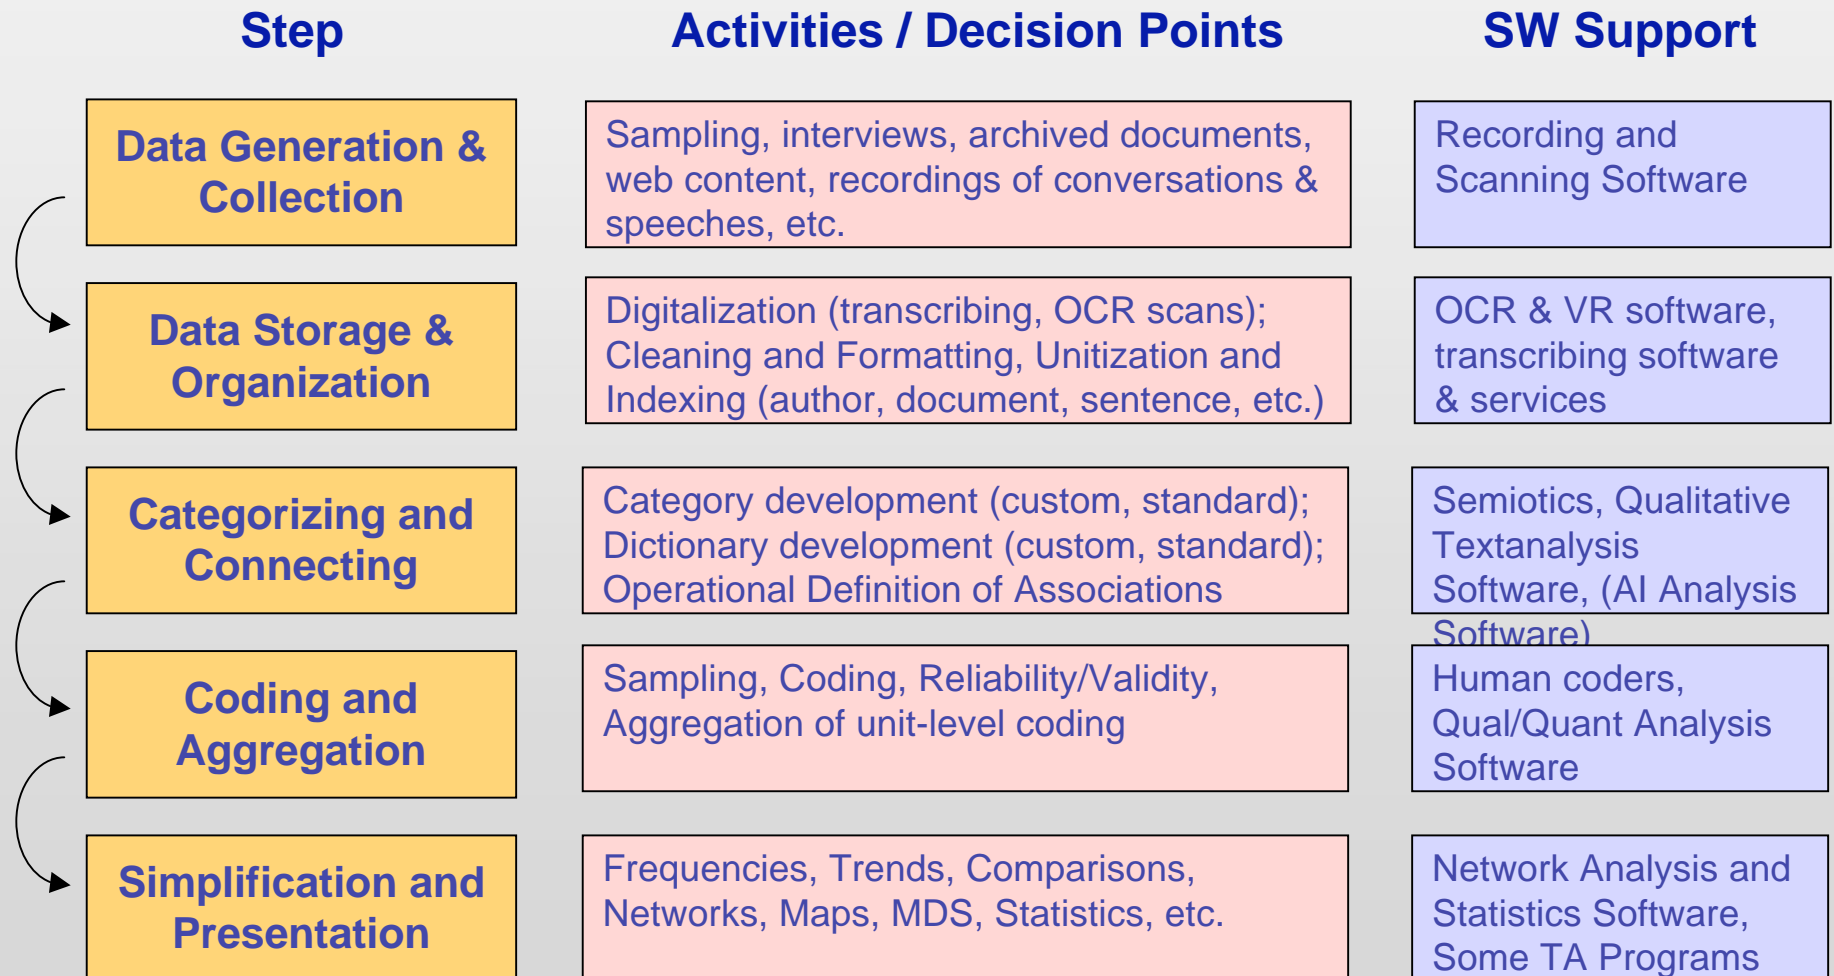 Step
Activities / Decision Points
SW Support
Data Generation &
Collection
Sampling, interviews, archived documents,
web content, recordings of conversations &
speeches, etc.
Recording and
Scanning Software
Data Storage &
Organization
Digitalization (transcribing, OCR scans);
Cleaning and Formatting, Unitization and
Indexing (author, document, sentence, etc.)
OCR & VR software,
transcribing software
& services
Categorizing and
Connecting
Category development (custom, standard);
Dictionary development (custom, standard);
Operational Definition of Associations
Semiotics, Qualitative
Textanalysis
Software, (AI Analysis
Software)
Coding and
Aggregation
Sampling, Coding, Reliability/Validity,
Aggregation of unit-level coding
Human coders,
Qual/Quant Analysis
Software
Simplification and
Presentation
Frequencies, Trends, Comparisons,
Networks, Maps, MDS, Statistics, etc.
Network Analysis and
Statistics Software,
Some TA Programs